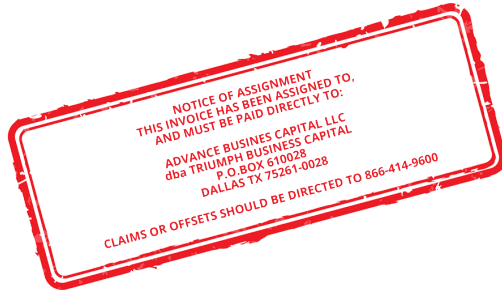 NOTICE OF ASSIGNMENT
THIS INVOICE HAS BEEN ASSIGNED TO,
AND MUST BE PAID DIRECTLY TO:
ADVANCE BUSINES CAPITAL LLC
dba TRIUMPH BUSINESS CAPITAL
P.O.BOX 610028
DALLAS TX 75261-0028
CLAIMS OR OFFSETS SHOULD BE DIRECTED TO 866-414-9600